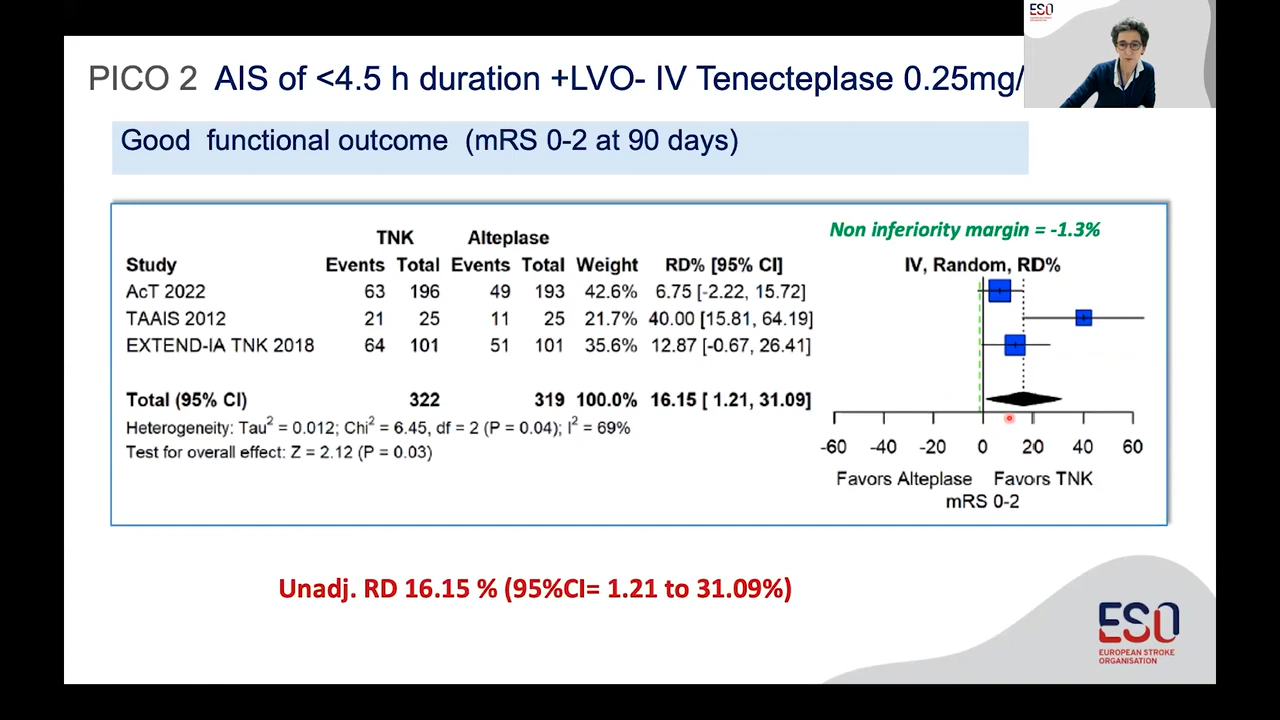 ESO
EUROPEAN STROKE
ORGANISATION
PICO 2 AIS of <4.5 h duration +LVO- IV Tenecteplase 0.25mg/
Good functional outcome (mRS 0-2 at 90 days)
Non inferiority margin = -1.3%
TNK Alteplase
Study Events Total Events Total Weight RD% [95% CI] IV, Random, RD%
AcT 2022 63 196 49 193 42.6% 6.75 [-2.22, 15.72]
TAAIS 2012 21 25 11 25 21.7% 40.00 [15.81, 64.19]
EXTEND-IA TNK 2018 64 101 51 101 35.6% 12.87 [-0.67, 26.41]
Total (95% CI) 322 319 100.0% 16.15 [ 1.21, 31.09]
Heterogeneity: Tau² = 0.012; Chi² = 6.45, df = 2 (P = 0.04); I² = 69%
Test for overall effect: Z = 2.12 (P = 0.03)
-60 -40 -20 0 20 40 60
Favors Alteplase Favors TNK
mRS 0-2
Unadj. RD 16.15 % (95%CI= 1.21 to 31.09%)
ESO
EUROPEAN STROKE
ORGANISATION